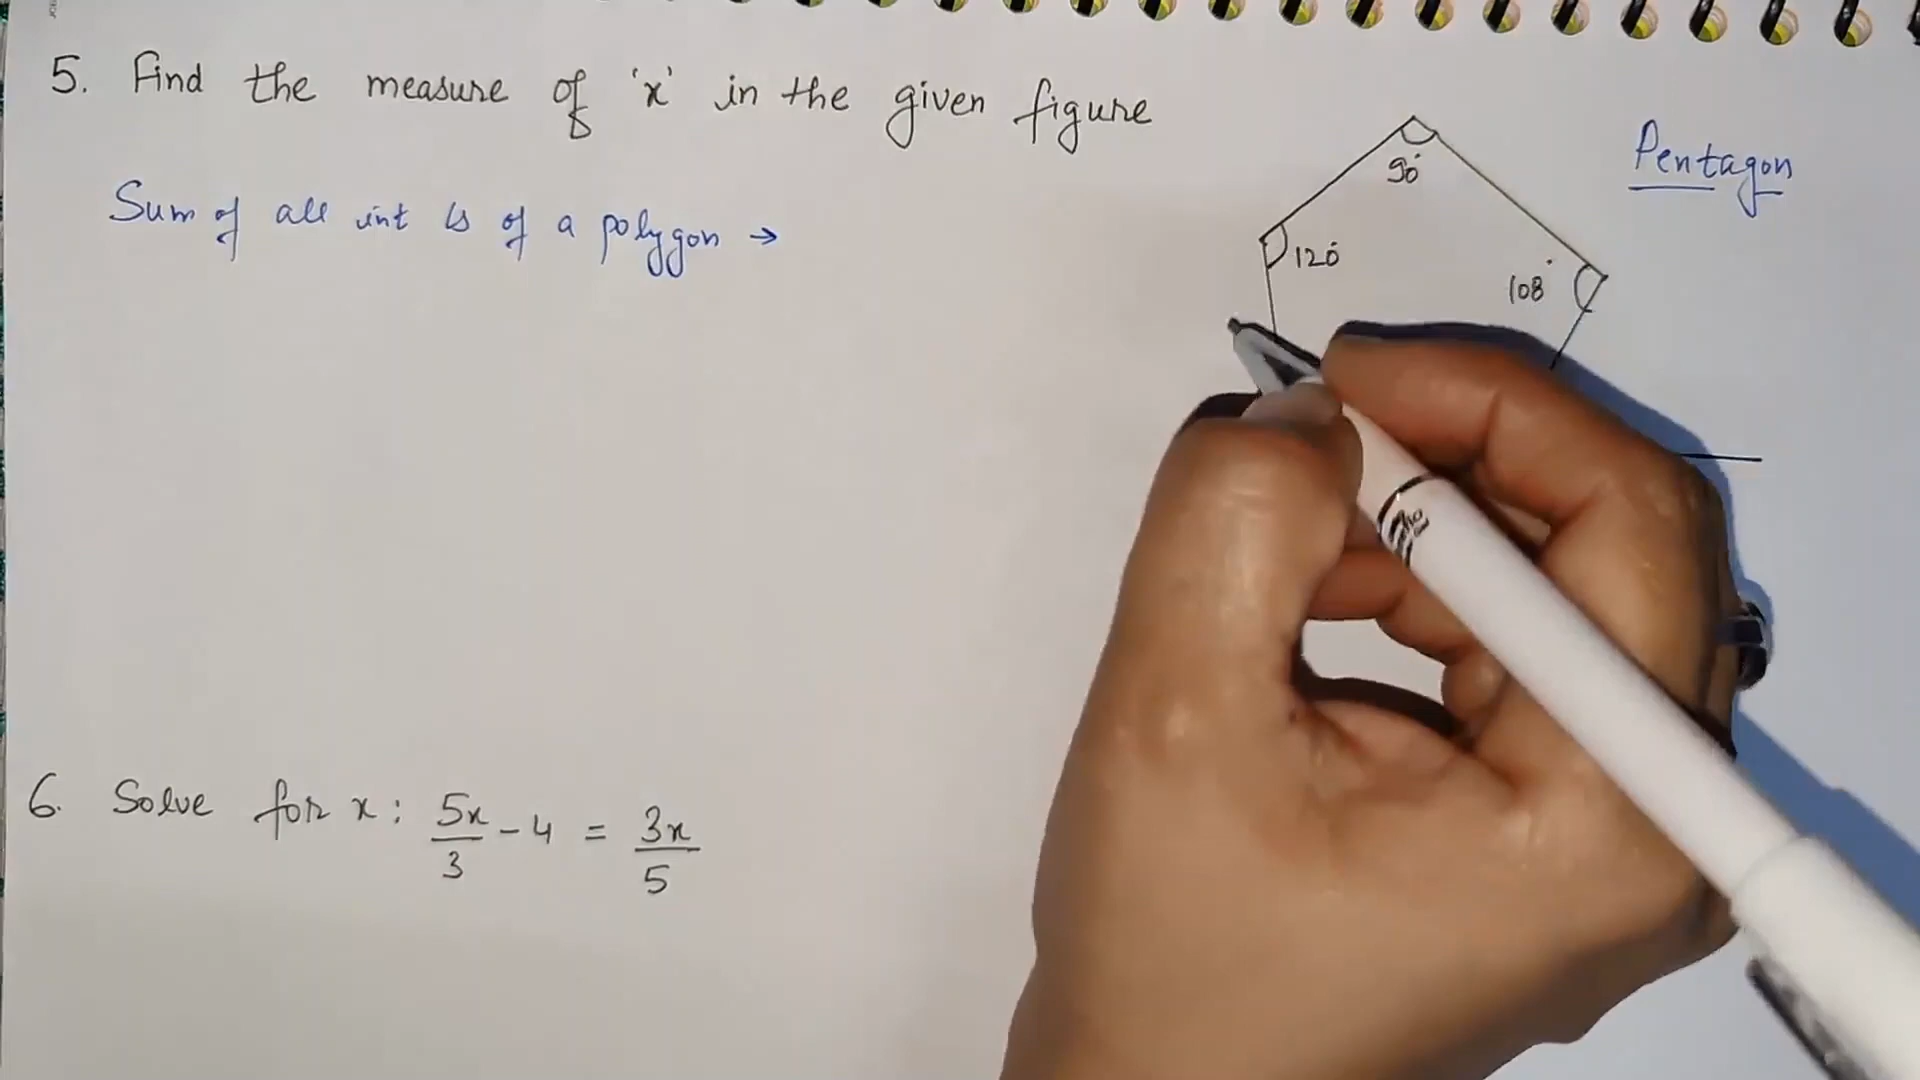 5. Find the measure of 'x' in the given figure
Pentagon
Sum of all int ∠s of a polygon →
90°
120°
108°
6. Solve for x: 5x/3 - 4 = 3x/5